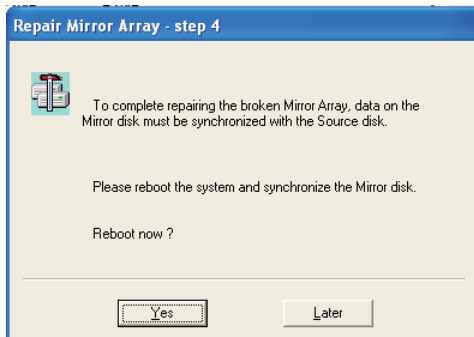 Repair Mirror Array - step 4
To complete repairing the broken Mirror Array, data on the
Mirror disk must be synchronized with the Source disk.
Please reboot the system and synchronize the Mirror disk.
Reboot now ?
Yes
Later